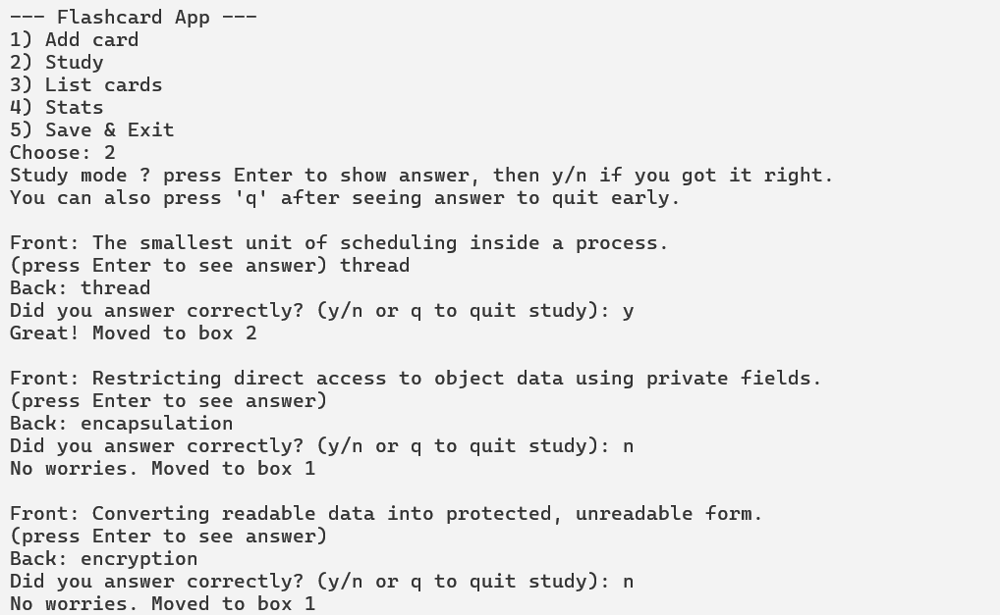 --- Flashcard App ---
1) Add card
2) Study
3) List cards
4) Stats
5) Save & Exit
Choose: 2
Study mode ? press Enter to show answer, then y/n if you got it right.
You can also press 'q' after seeing answer to quit early.

Front: The smallest unit of scheduling inside a process.
(press Enter to see answer) thread
Back: thread
Did you answer correctly? (y/n or q to quit study): y
Great! Moved to box 2

Front: Restricting direct access to object data using private fields.
(press Enter to see answer)
Back: encapsulation
Did you answer correctly? (y/n or q to quit study): n
No worries. Moved to box 1

Front: Converting readable data into protected, unreadable form.
(press Enter to see answer)
Back: encryption
Did you answer correctly? (y/n or q to quit study): n
No worries. Moved to box 1